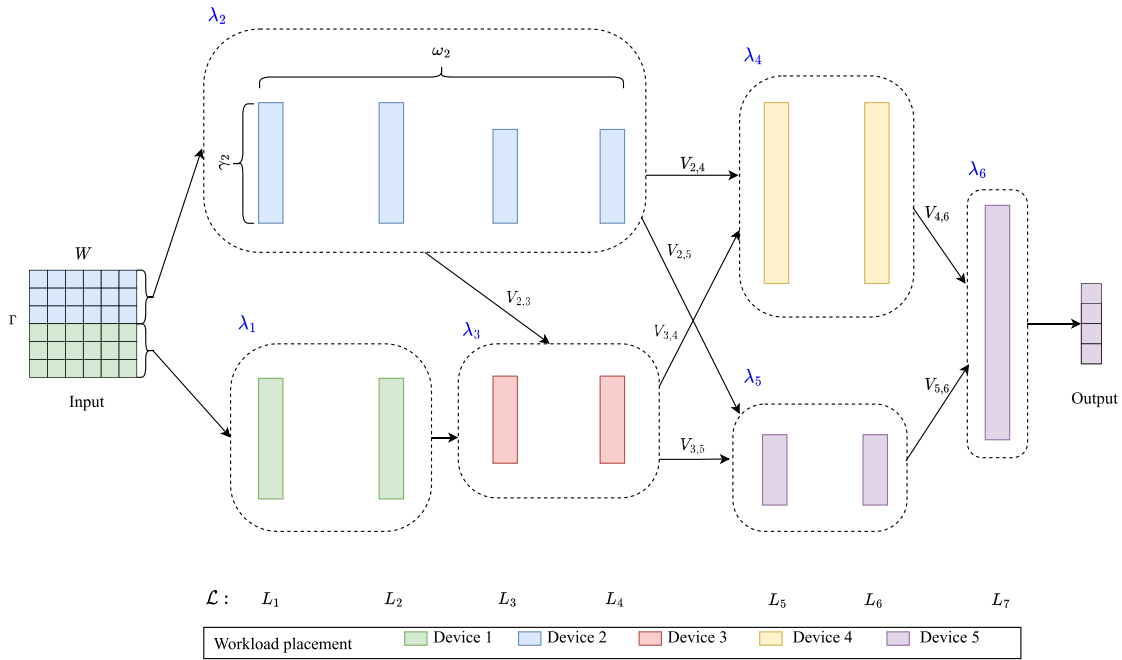 λ₂
ω₂
γ₂
λ₄
V₂,₄
λ₆
V₄,₆
V₂,₅
W
Γ
Input
V₂,₃
λ₁
λ₃
V₃,₄
λ₅
V₅,₆
V₃,₅
Output
ℒ : L₁ L₂ L₃ L₄ L₅ L₆ L₇
Workload placement Device 1 Device 2 Device 3 Device 4 Device 5